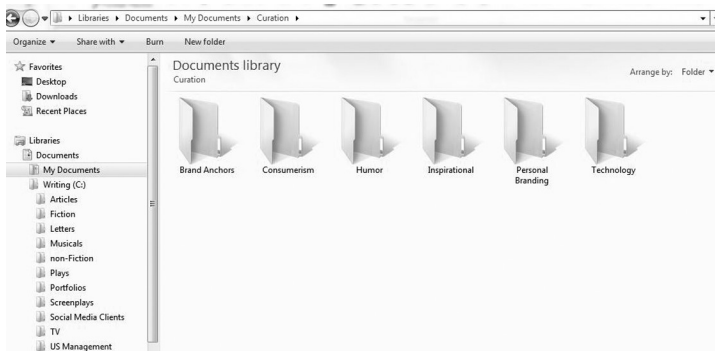 Libraries Documents My Documents Curation
Organize Share with Burn New folder
Favorites
Desktop
Downloads
Recent Places
Libraries
Documents
My Documents
Writing (C:)
Articles
Fiction
Letters
Musicals
non-Fiction
Plays
Portfolios
Screenplays
Social Media Clients
TV
US Management
Documents library
Curation
Arrange by: Folder
Brand Anchors
Consumerism
Humor
Inspirational
Personal
Branding
Technology